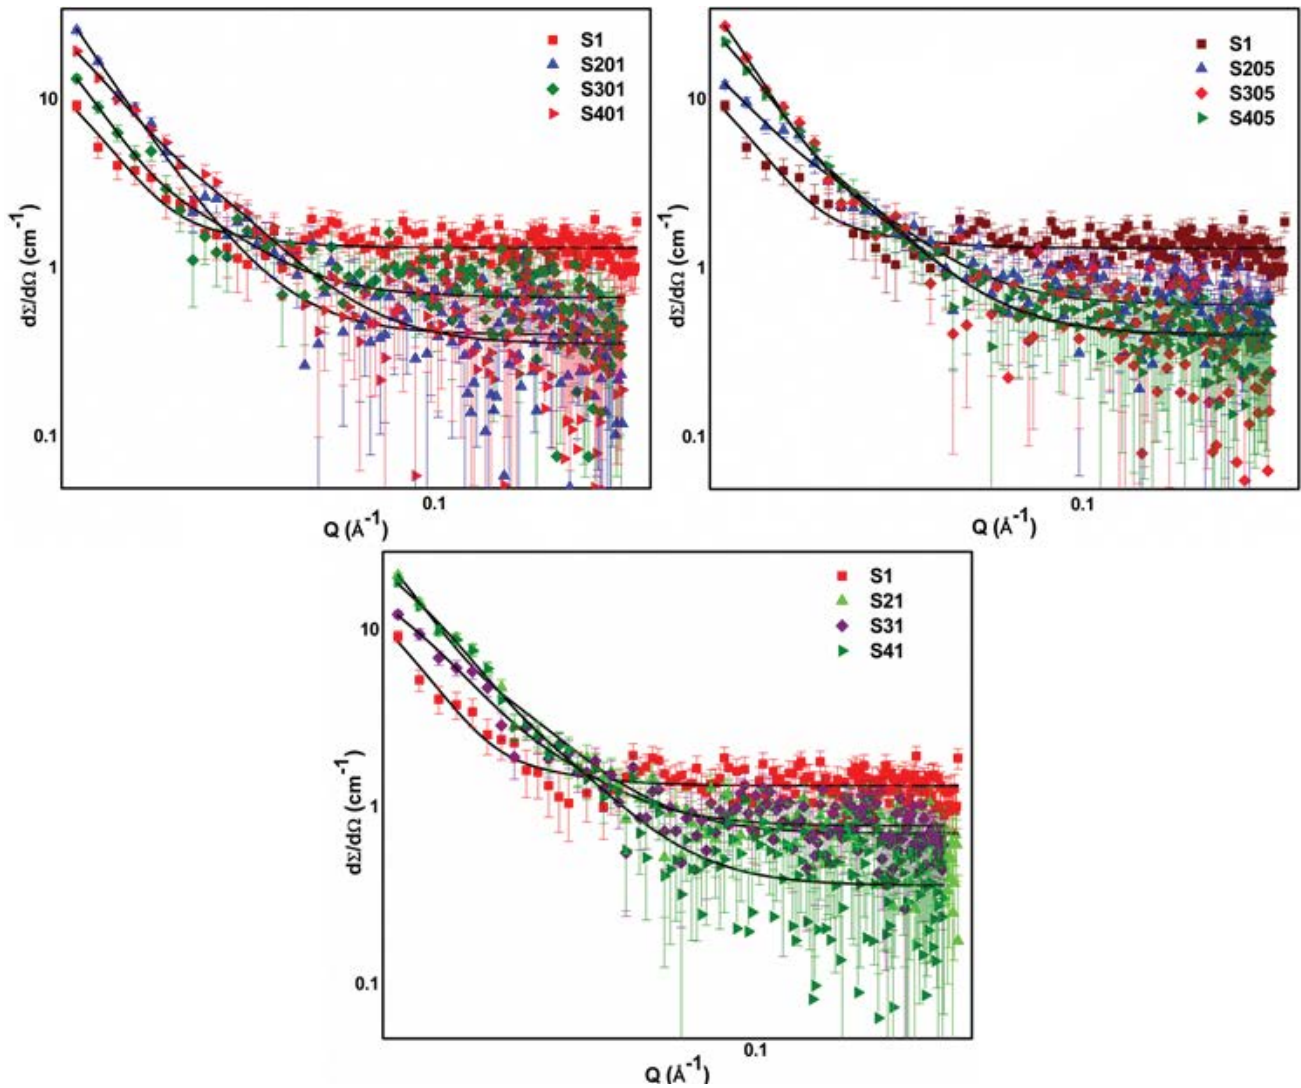 S1
S201
S301
S401
10
1
0.1
dΣ/dΩ (cm⁻¹)
0.1
Q (Å⁻¹)
S1
S205
S305
S405
10
1
0.1
dΣ/dΩ (cm⁻¹)
0.1
Q (Å⁻¹)
S1
S21
S31
S41
10
1
0.1
dΣ/dΩ (cm⁻¹)
0.1
Q (Å⁻¹)